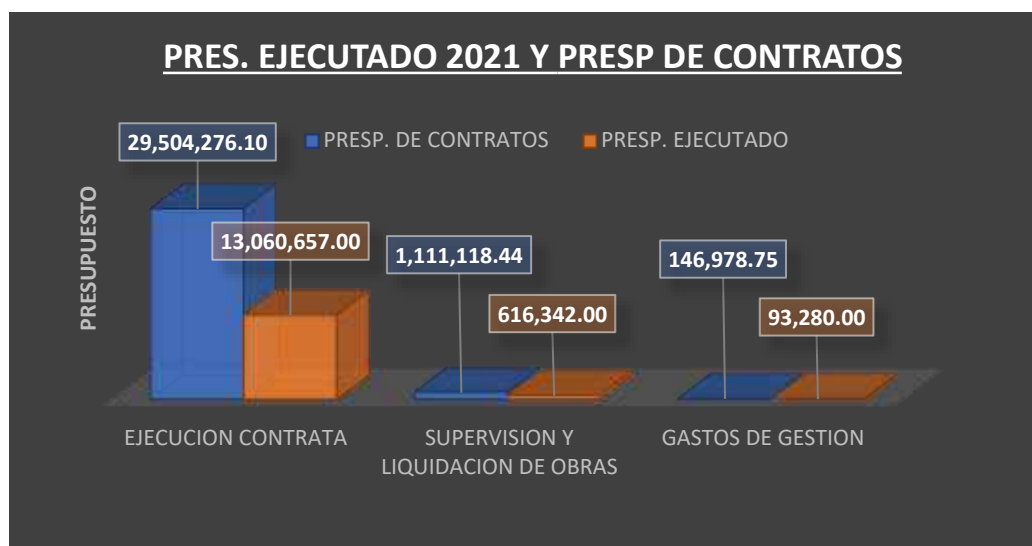 PRES. EJECUTADO 2021 Y PRESP DE CONTRATOS
29,504,276.10
PRESP. DE CONTRATOS
PRESP. EJECUTADO
PRESUPUESTO
13,060,657.00
1,111,118.44
616,342.00
146,978.75
93,280.00
EJECUCION CONTRATA
SUPERVISION Y
LIQUIDACION DE OBRAS
GASTOS DE GESTION